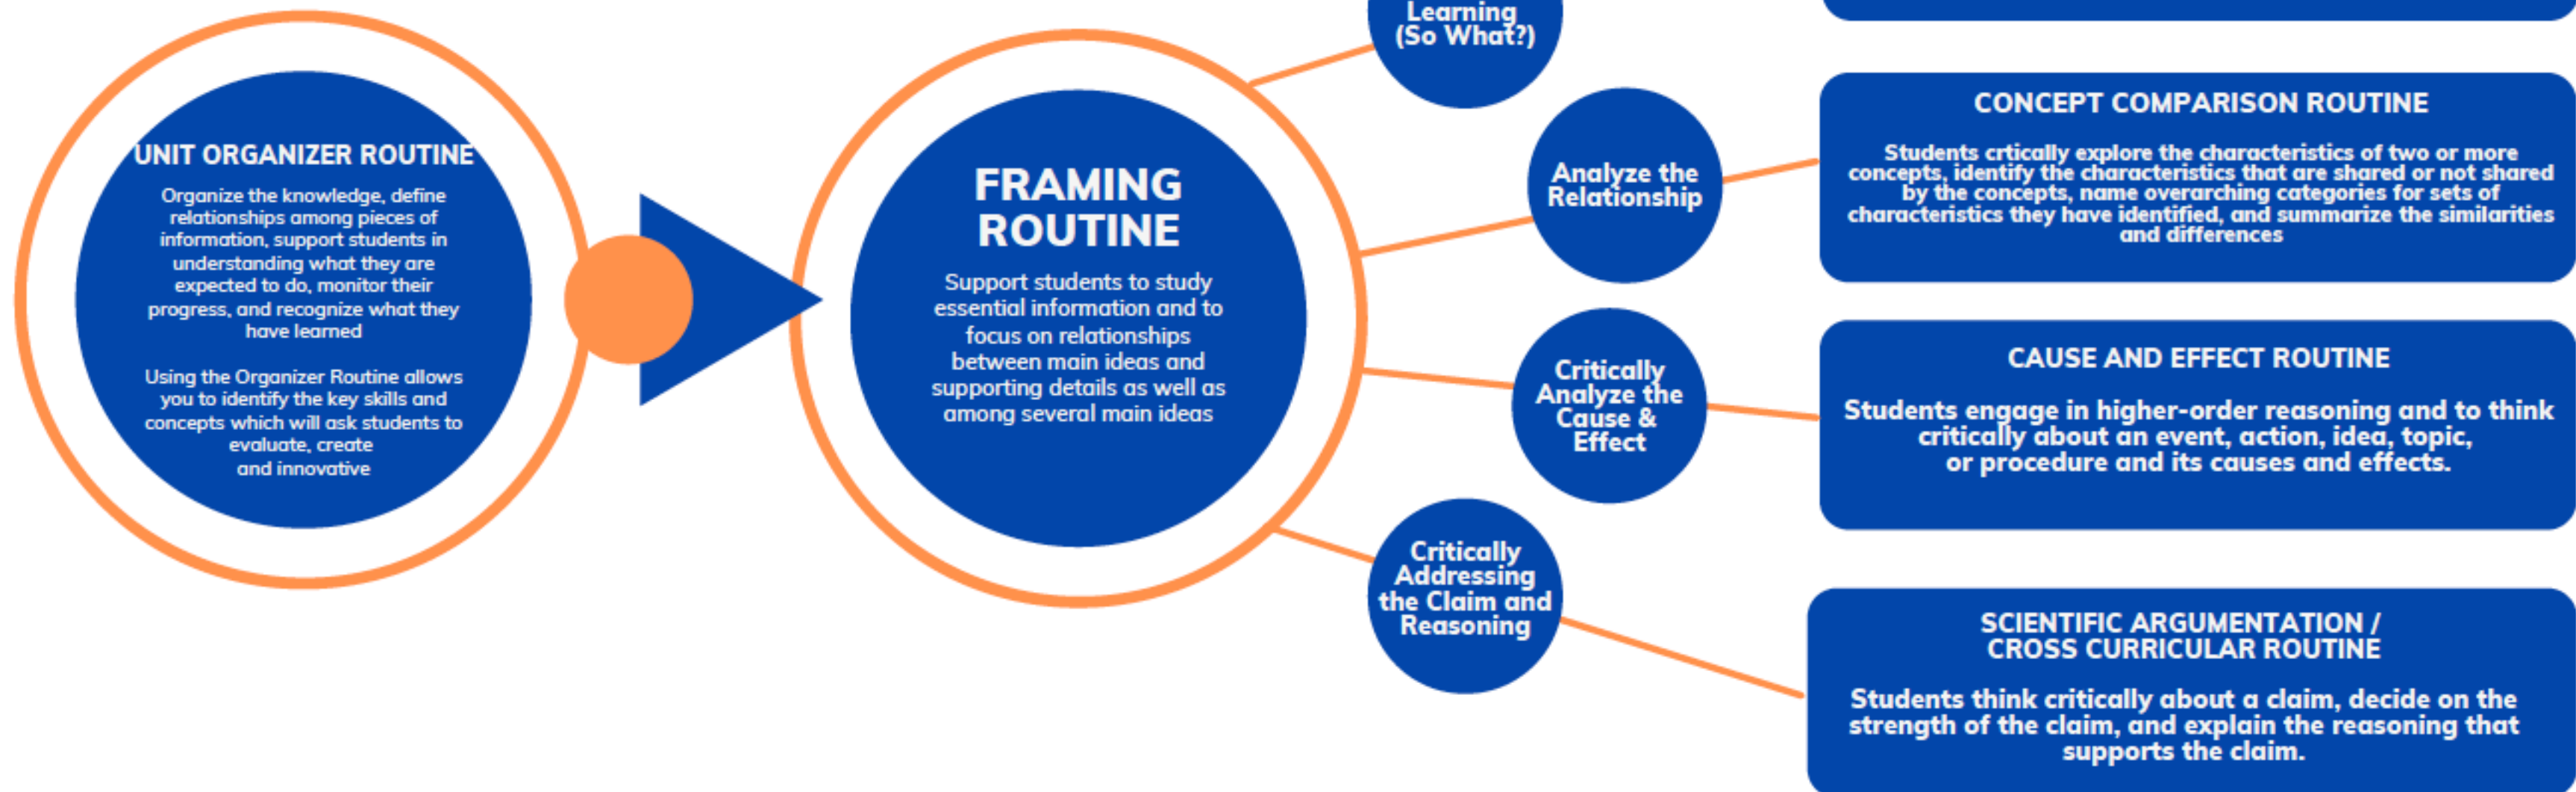 UNIT ORGANIZER ROUTINE
Organize the knowledge, define
relationships among pieces of
information, support students in
understanding what they are
expected to do, monitor their
progress, and recognize what they
have learned
Using the Organizer Routine allows
you to identify the key skills and
concepts which will ask students to
evaluate, create
and innovative
FRAMING
ROUTINE
Support students to study
essential information and to
focus on relationships
between main ideas and
supporting details as well as
among several main ideas
Learning
(So What?)
Analyze the
Relationship
Critically
Analyze the
Cause &
Effect
Critically
Addressing
the Claim and
Reasoning
CONCEPT COMPARISON ROUTINE
Students crtically explore the characteristics of two or more
concepts, identify the characteristics that are shared or not shared
by the concepts, name overarching categories for sets of
characteristics they have identified, and summarize the similarities
and differences
CAUSE AND EFFECT ROUTINE
Students engage in higher-order reasoning and to think
critically about an event, action, idea, topic,
or procedure and its causes and effects.
SCIENTIFIC ARGUMENTATION /
CROSS CURRICULAR ROUTINE
Students think critically about a claim, decide on the
strength of the claim, and explain the reasoning that
supports the claim.